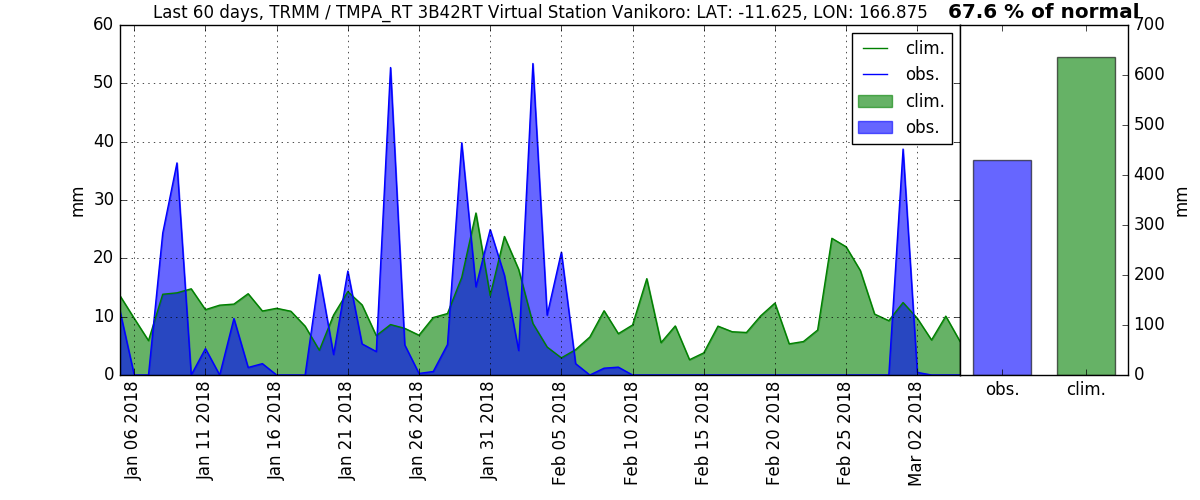 Last 60 days, TRMM / TMPA_RT 3B42RT Virtual Station Vanikoro: LAT: -11.625, LON: 166.875
67.6 % of normal
60
50
40
30
20
10
0
mm
clim.
obs.
clim.
obs.
Jan 06 2018
Jan 11 2018
Jan 16 2018
Jan 21 2018
Jan 26 2018
Jan 31 2018
Feb 05 2018
Feb 10 2018
Feb 15 2018
Feb 20 2018
Feb 25 2018
Mar 02 2018
700
600
500
400
300
200
100
0
mm
obs.
clim.